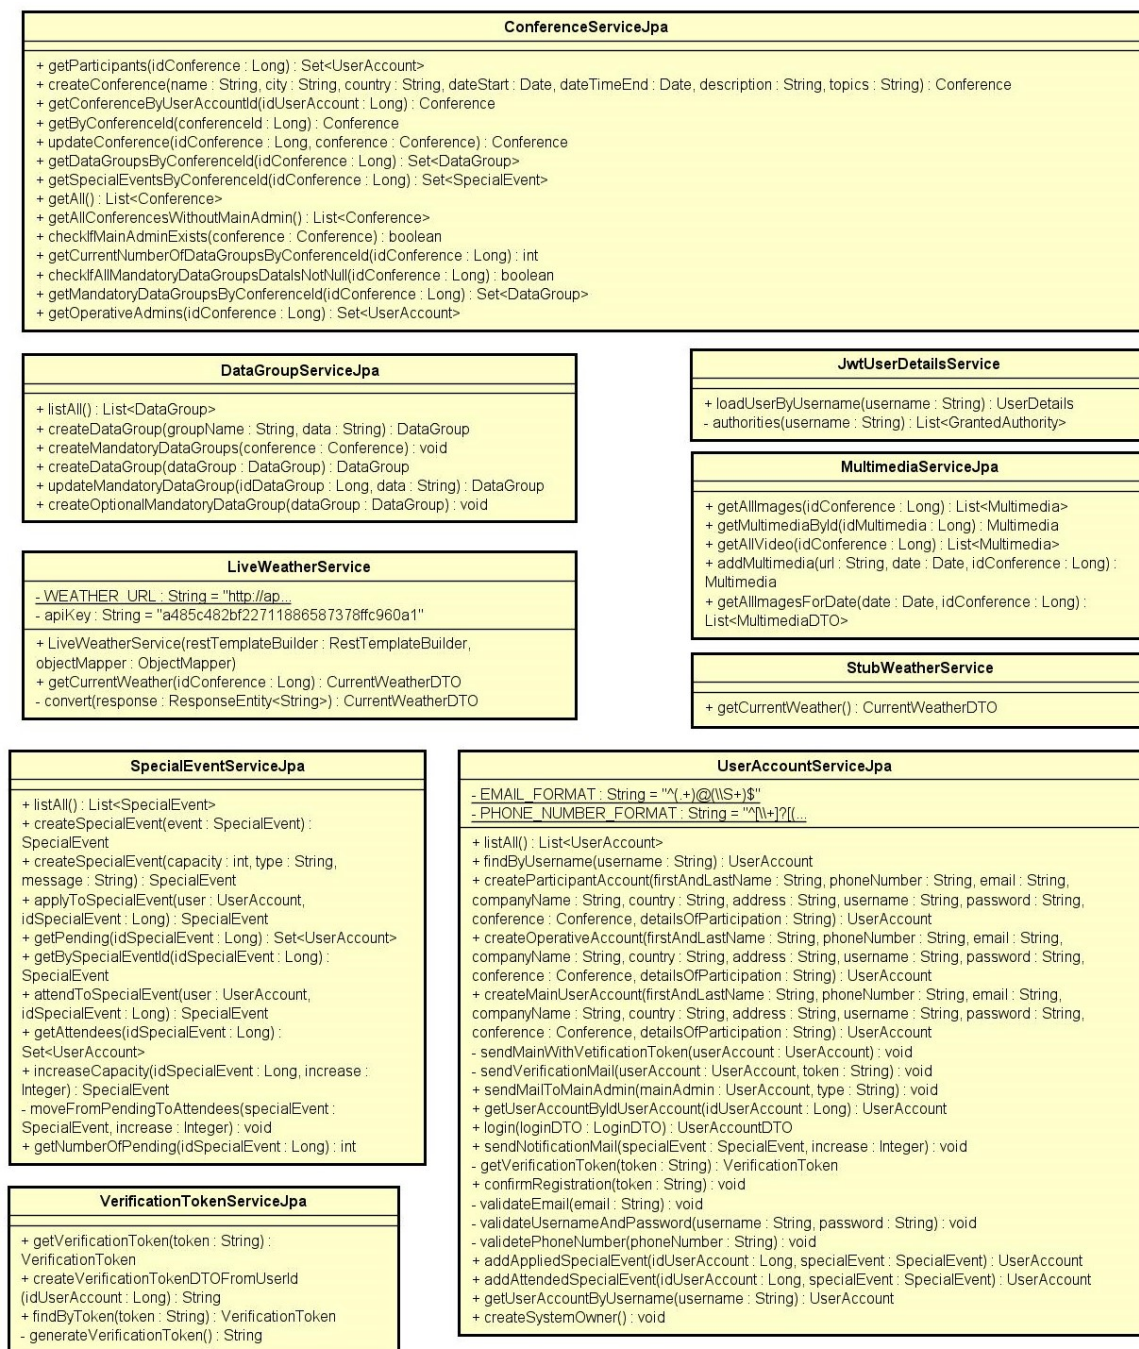 ConferenceServiceJpa
+ getParticipants(idConference : Long) : Set<UserAccount>
+ createConference(name : String, city : String, country : String, dateStart : Date, dateTimeEnd : Date, description : String, topics : String) : Conference
+ getConferenceByUserAccountId(idUserAccount : Long) : Conference
+ getByConferenceId(conferenceId : Long) : Conference
+ updateConference(idConference : Long, conference : Conference) : Conference
+ getDataGroupsByConferenceId(idConference : Long) : Set<DataGroup>
+ getSpecialEventsByConferenceId(idConference : Long) : Set<SpecialEvent>
+ getAll() : List<Conference>
+ getAllConferencesWithoutMainAdmin() : List<Conference>
+ checkIfMainAdminExists(conference : Conference) : boolean
+ getCurrentNumberOfDataGroupsByConferenceId(idConference : Long) : int
+ checkIfAllMandatoryDataGroupsDataIsNotNull(idConference : Long) : boolean
+ getMandatoryDataGroupsByConferenceId(idConference : Long) : Set<DataGroup>
+ getOperativeAdmins(idConference : Long) : Set<UserAccount>
DataGroupServiceJpa
+ listAll() : List<DataGroup>
+ createDataGroup(groupName : String, data : String) : DataGroup
+ createMandatoryDataGroups(conference : Conference) : void
+ createDataGroup(dataGroup : DataGroup) : DataGroup
+ updateMandatoryDataGroup(idDataGroup : Long, data : String) : DataGroup
+ createOptionalMandatoryDataGroup(dataGroup : DataGroup) : void
JwtUserDetailsService
+ loadUserByUsername(username : String) : UserDetails
- authorities(username : String) : List<GrantedAuthority>
MultimediaServiceJpa
+ getAllImages(idConference : Long) : List<Multimedia>
+ getMultimediaById(idMultimedia : Long) : Multimedia
+ getAllVideo(idConference : Long) : List<Multimedia>
+ addMultimedia(url : String, date : Date, idConference : Long) :
Multimedia
+ getAllImagesForDate(date : Date, idConference : Long) :
List<MultimediaDTO>
LiveWeatherService
- WEATHER_URL : String = "http://ap...
- apiKey : String = "a485c482bf22711886587378ffc960a1"
+ LiveWeatherService(restTemplateBuilder : RestTemplateBuilder,
objectMapper : ObjectMapper)
+ getCurrentWeather(idConference : Long) : CurrentWeatherDTO
- convert(response : ResponseEntity<String>) : CurrentWeatherDTO
StubWeatherService
+ getCurrentWeather() : CurrentWeatherDTO
SpecialEventServiceJpa
+ listAll() : List<SpecialEvent>
+ createSpecialEvent(event : SpecialEvent) :
SpecialEvent
+ createSpecialEvent(capacity : int, type : String,
message : String) : SpecialEvent
+ applyToSpecialEvent(user : UserAccount,
idSpecialEvent : Long) : SpecialEvent
+ getPending(idSpecialEvent : Long) : Set<UserAccount>
+ getBySpecialEventId(idSpecialEvent : Long) :
SpecialEvent
+ attendToSpecialEvent(user : UserAccount,
idSpecialEvent : Long) : SpecialEvent
+ getAttendees(idSpecialEvent : Long) :
Set<UserAccount>
+ increaseCapacity(idSpecialEvent : Long, increase :
Integer) : SpecialEvent
- moveFromPendingToAttendees(specialEvent :
SpecialEvent, increase : Integer) : void
+ getNumberOfPending(idSpecialEvent : Long) : int
UserAccountServiceJpa
- EMAIL_FORMAT : String = "^(.+)@(\\S+)$"
- PHONE_NUMBER_FORMAT : String = "^[\\+]?[(...
+ listAll() : List<UserAccount>
+ findByUsername(username : String) : UserAccount
+ createParticipantAccount(firstAndLastName : String, phoneNumber : String, email : String,
companyName : String, country : String, address : String, username : String, password : String,
conference : Conference, detailsOfParticipation : String) : UserAccount
+ createOperativeAccount(firstAndLastName : String, phoneNumber : String, email : String,
companyName : String, country : String, address : String, username : String, password : String,
conference : Conference, detailsOfParticipation : String) : UserAccount
+ createMainUserAccount(firstAndLastName : String, phoneNumber : String, email : String,
companyName : String, country : String, address : String, username : String, password : String,
conference : Conference, detailsOfParticipation : String) : UserAccount
- sendMainWithVetificationToken(userAccount : UserAccount) : void
- sendVerificationMail(userAccount : UserAccount, token : String) : void
+ sendMailToMainAdmin(mainAdmin : UserAccount, type : String) : void
+ getUserAccountByIdUserAccount(idUserAccount : Long) : UserAccount
+ login(loginDTO : LoginDTO) : UserAccountDTO
+ sendNotificationMail(specialEvent : SpecialEvent, increase : Integer) : void
- getVerificationToken(token : String) : VerificationToken
+ confirmRegistration(token : String) : void
- validateEmail(email : String) : void
- validateUsernameAndPassword(username : String, password : String) : void
- validetePhoneNumber(phoneNumber : String) : void
+ addAppliedSpecialEvent(idUserAccount : Long, specialEvent : SpecialEvent) : UserAccount
+ addAttendedSpecialEvent(idUserAccount : Long, specialEvent : SpecialEvent) : UserAccount
+ getUserAccountByUsername(username : String) : UserAccount
+ createSystemOwner() : void
VerificationTokenServiceJpa
+ getVerificationToken(token : String) :
VerificationToken
+ createVerificationTokenDTOFromUserId
(idUserAccount : Long) : String
+ findByToken(token : String) : VerificationToken
- generateVerificationToken() : String